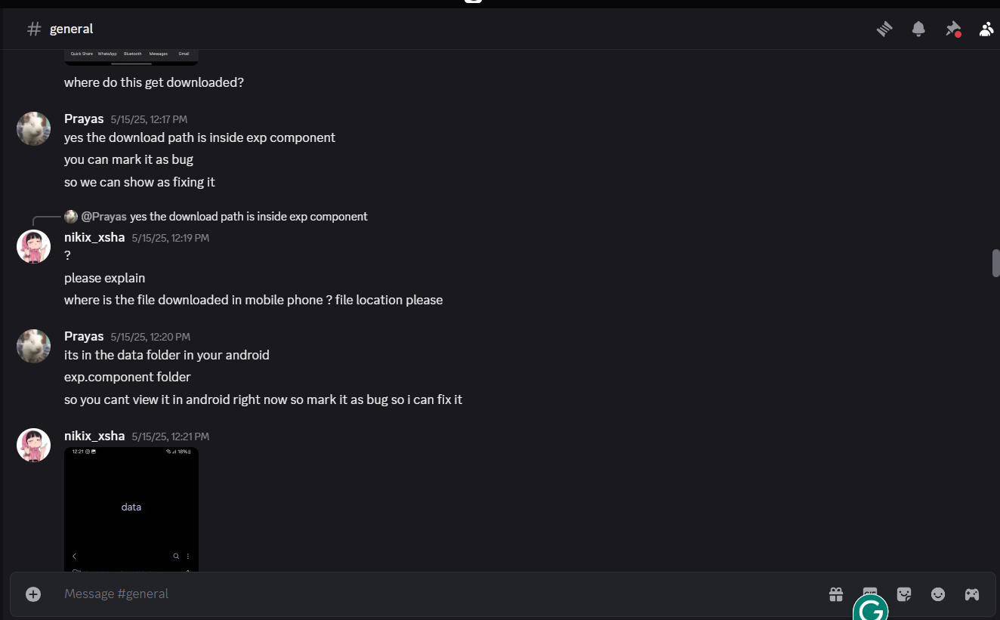 general
Quick Share WhatsApp Bluetooth Messages Gmail
where do this get downloaded?
Prayas 5/15/25, 12:17 PM
yes the download path is inside exp component
you can mark it as bug
so we can show as fixing it
@Prayas yes the download path is inside exp component
nikix_xsha 5/15/25, 12:19 PM
?
please explain
where is the file downloaded in mobile phone ? file location please
Prayas 5/15/25, 12:20 PM
its in the data folder in your android
exp.component folder
so you cant view it in android right now so mark it as bug so i can fix it
nikix_xsha 5/15/25, 12:21 PM
12:21 18%
data
Message #general